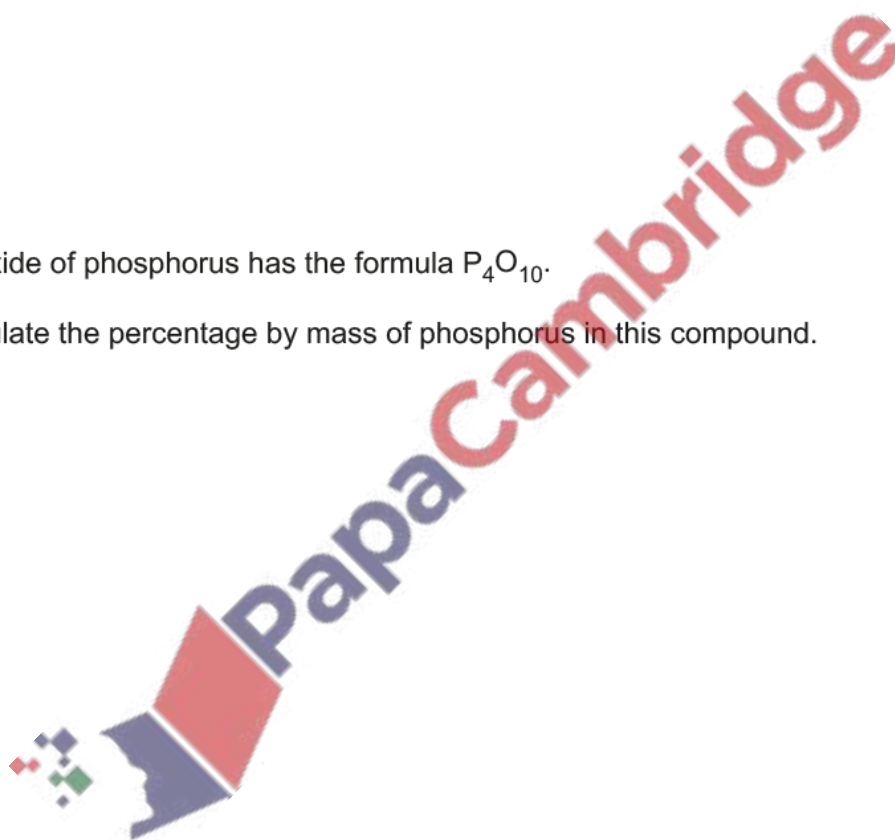 ide of phosphorus has the formula P₄O₁₀.
late the percentage by mass of phosphorus in this compound.
PapaCambridge